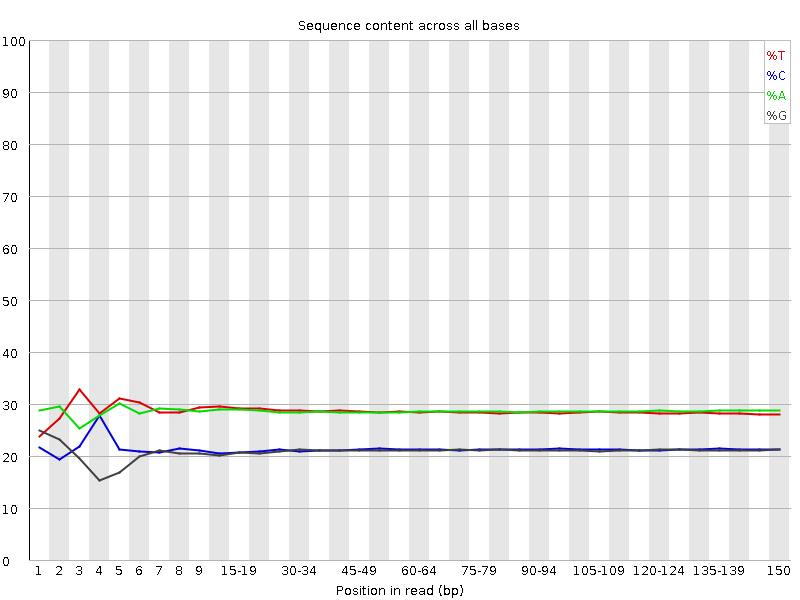 Sequence content across all bases
100
90
80
70
60
50
40
30
20
10
0
%T
%C
%A
%G
1 2 3 4 5 6 7 8 9 15-19 30-34 45-49 60-64 75-79 90-94 105-109 120-124 135-139 150
Position in read (bp)